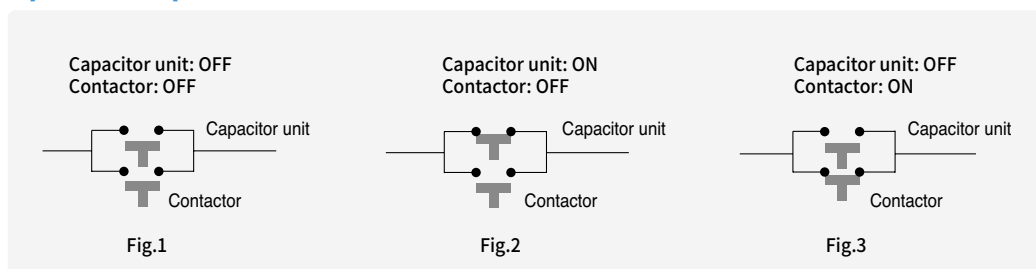 Capacitor unit: OFF
Contactor: OFF
Capacitor unit
Contactor
Fig.1
Capacitor unit: ON
Contactor: OFF
Capacitor unit
Contactor
Fig.2
Capacitor unit: OFF
Contactor: ON
Capacitor unit
Contactor
Fig.3